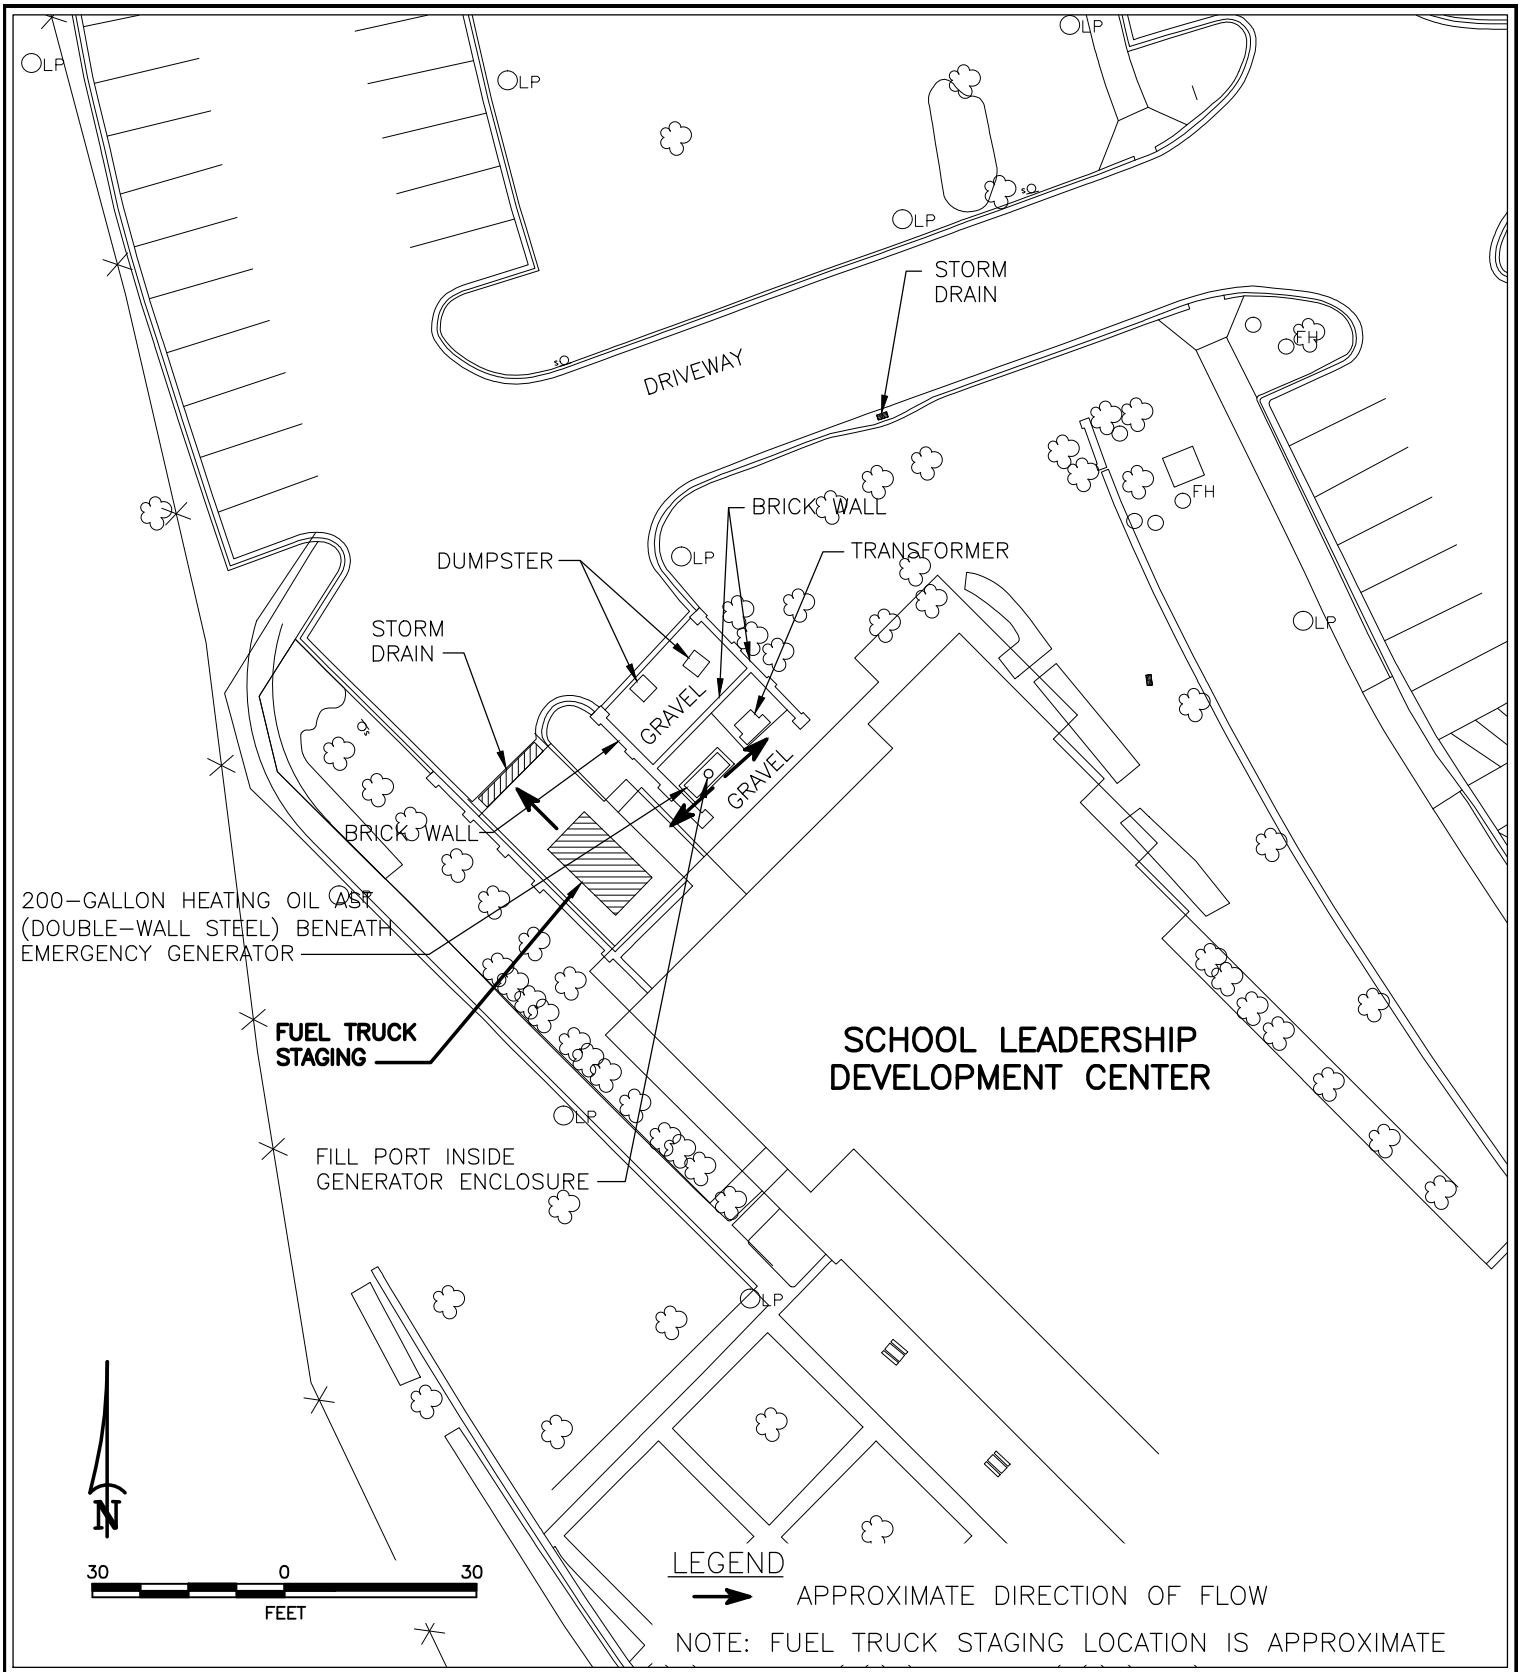 LP
LP
LP
LP
S
STORM
DRAIN
FH
S
DRIVEWAY
FH
BRICK WALL
TRANSFORMER
DUMPSTER
LP
LP
STORM
DRAIN
GRAVEL
S
GRAVEL
BRICK WALL
LP
200-GALLON HEATING OIL AST
(DOUBLE-WALL STEEL) BENEATH
EMERGENCY GENERATOR
FUEL TRUCK
STAGING
SCHOOL LEADERSHIP
DEVELOPMENT CENTER
LP
FILL PORT INSIDE
GENERATOR ENCLOSURE
LP
N
30 0 30
FEET
LEGEND
APPROXIMATE DIRECTION OF FLOW
NOTE: FUEL TRUCK STAGING LOCATION IS APPROXIMATE